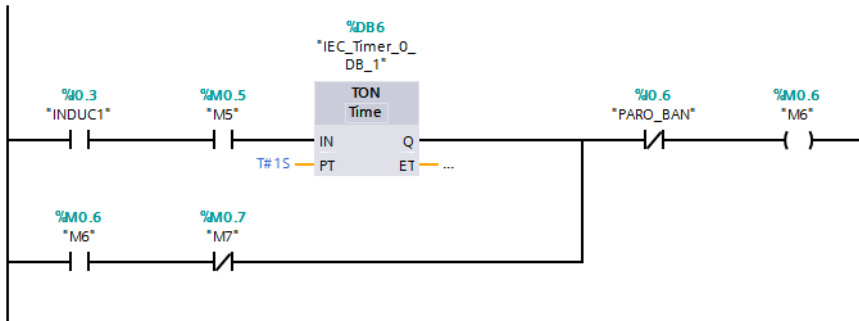 %DB6
"IEC_Timer_0_
DB_1"
%I0.3
"INDUC1"
%M0.5
"M5"
TON
Time
%I0.6
"PARO_BAN"
%M0.6
"M6"
IN
Q
T#1S
PT
ET
...
%M0.6
"M6"
%M0.7
"M7"